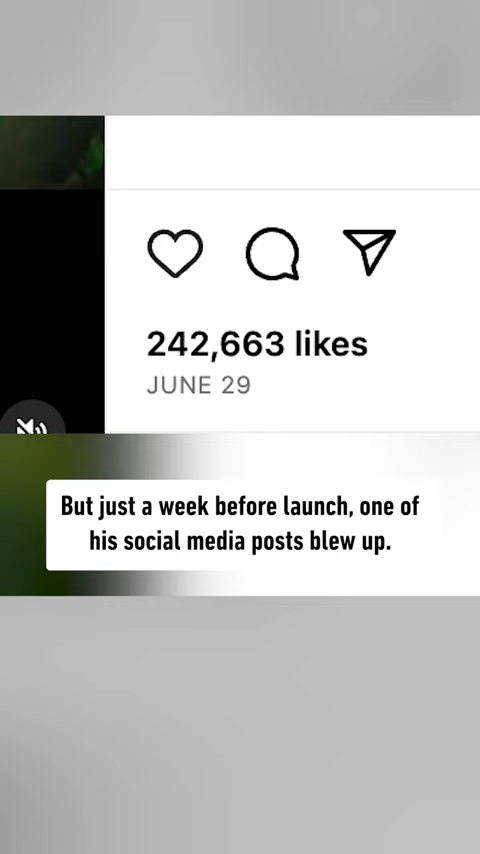 242,663 likes
JUNE 29
But just a week before launch, one of
his social media posts blew up.